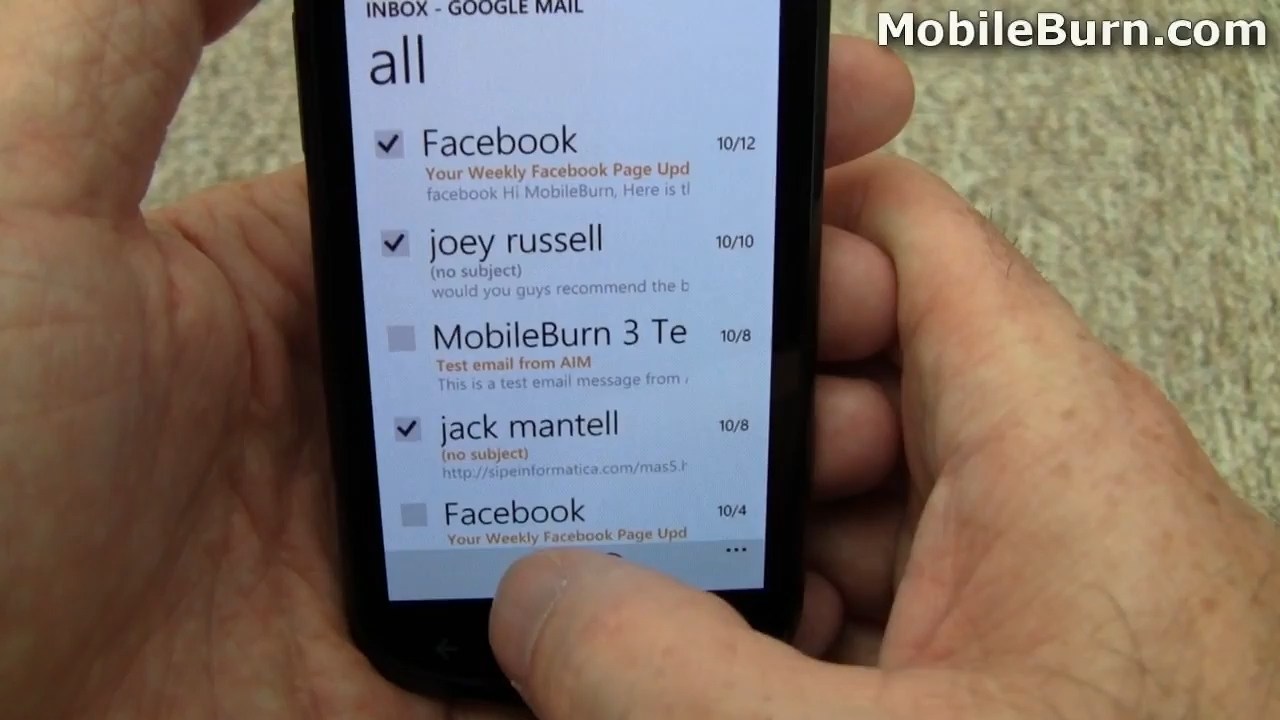 MobileBurn.com
INBOX - GOOGLE MAIL
all
Facebook 10/12
Your Weekly Facebook Page Upd
facebook Hi MobileBurn, Here is
joey russell 10/10
(no subject)
would you guys recommend the b
MobileBurn 3 Te 10/8
Test email from AIM
This is a test email message from
jack mantell 10/8
(no subject)
http://sipeinformatica.com/mas5.
Facebook 10/4
Your Weekly Facebook Page Upd
...